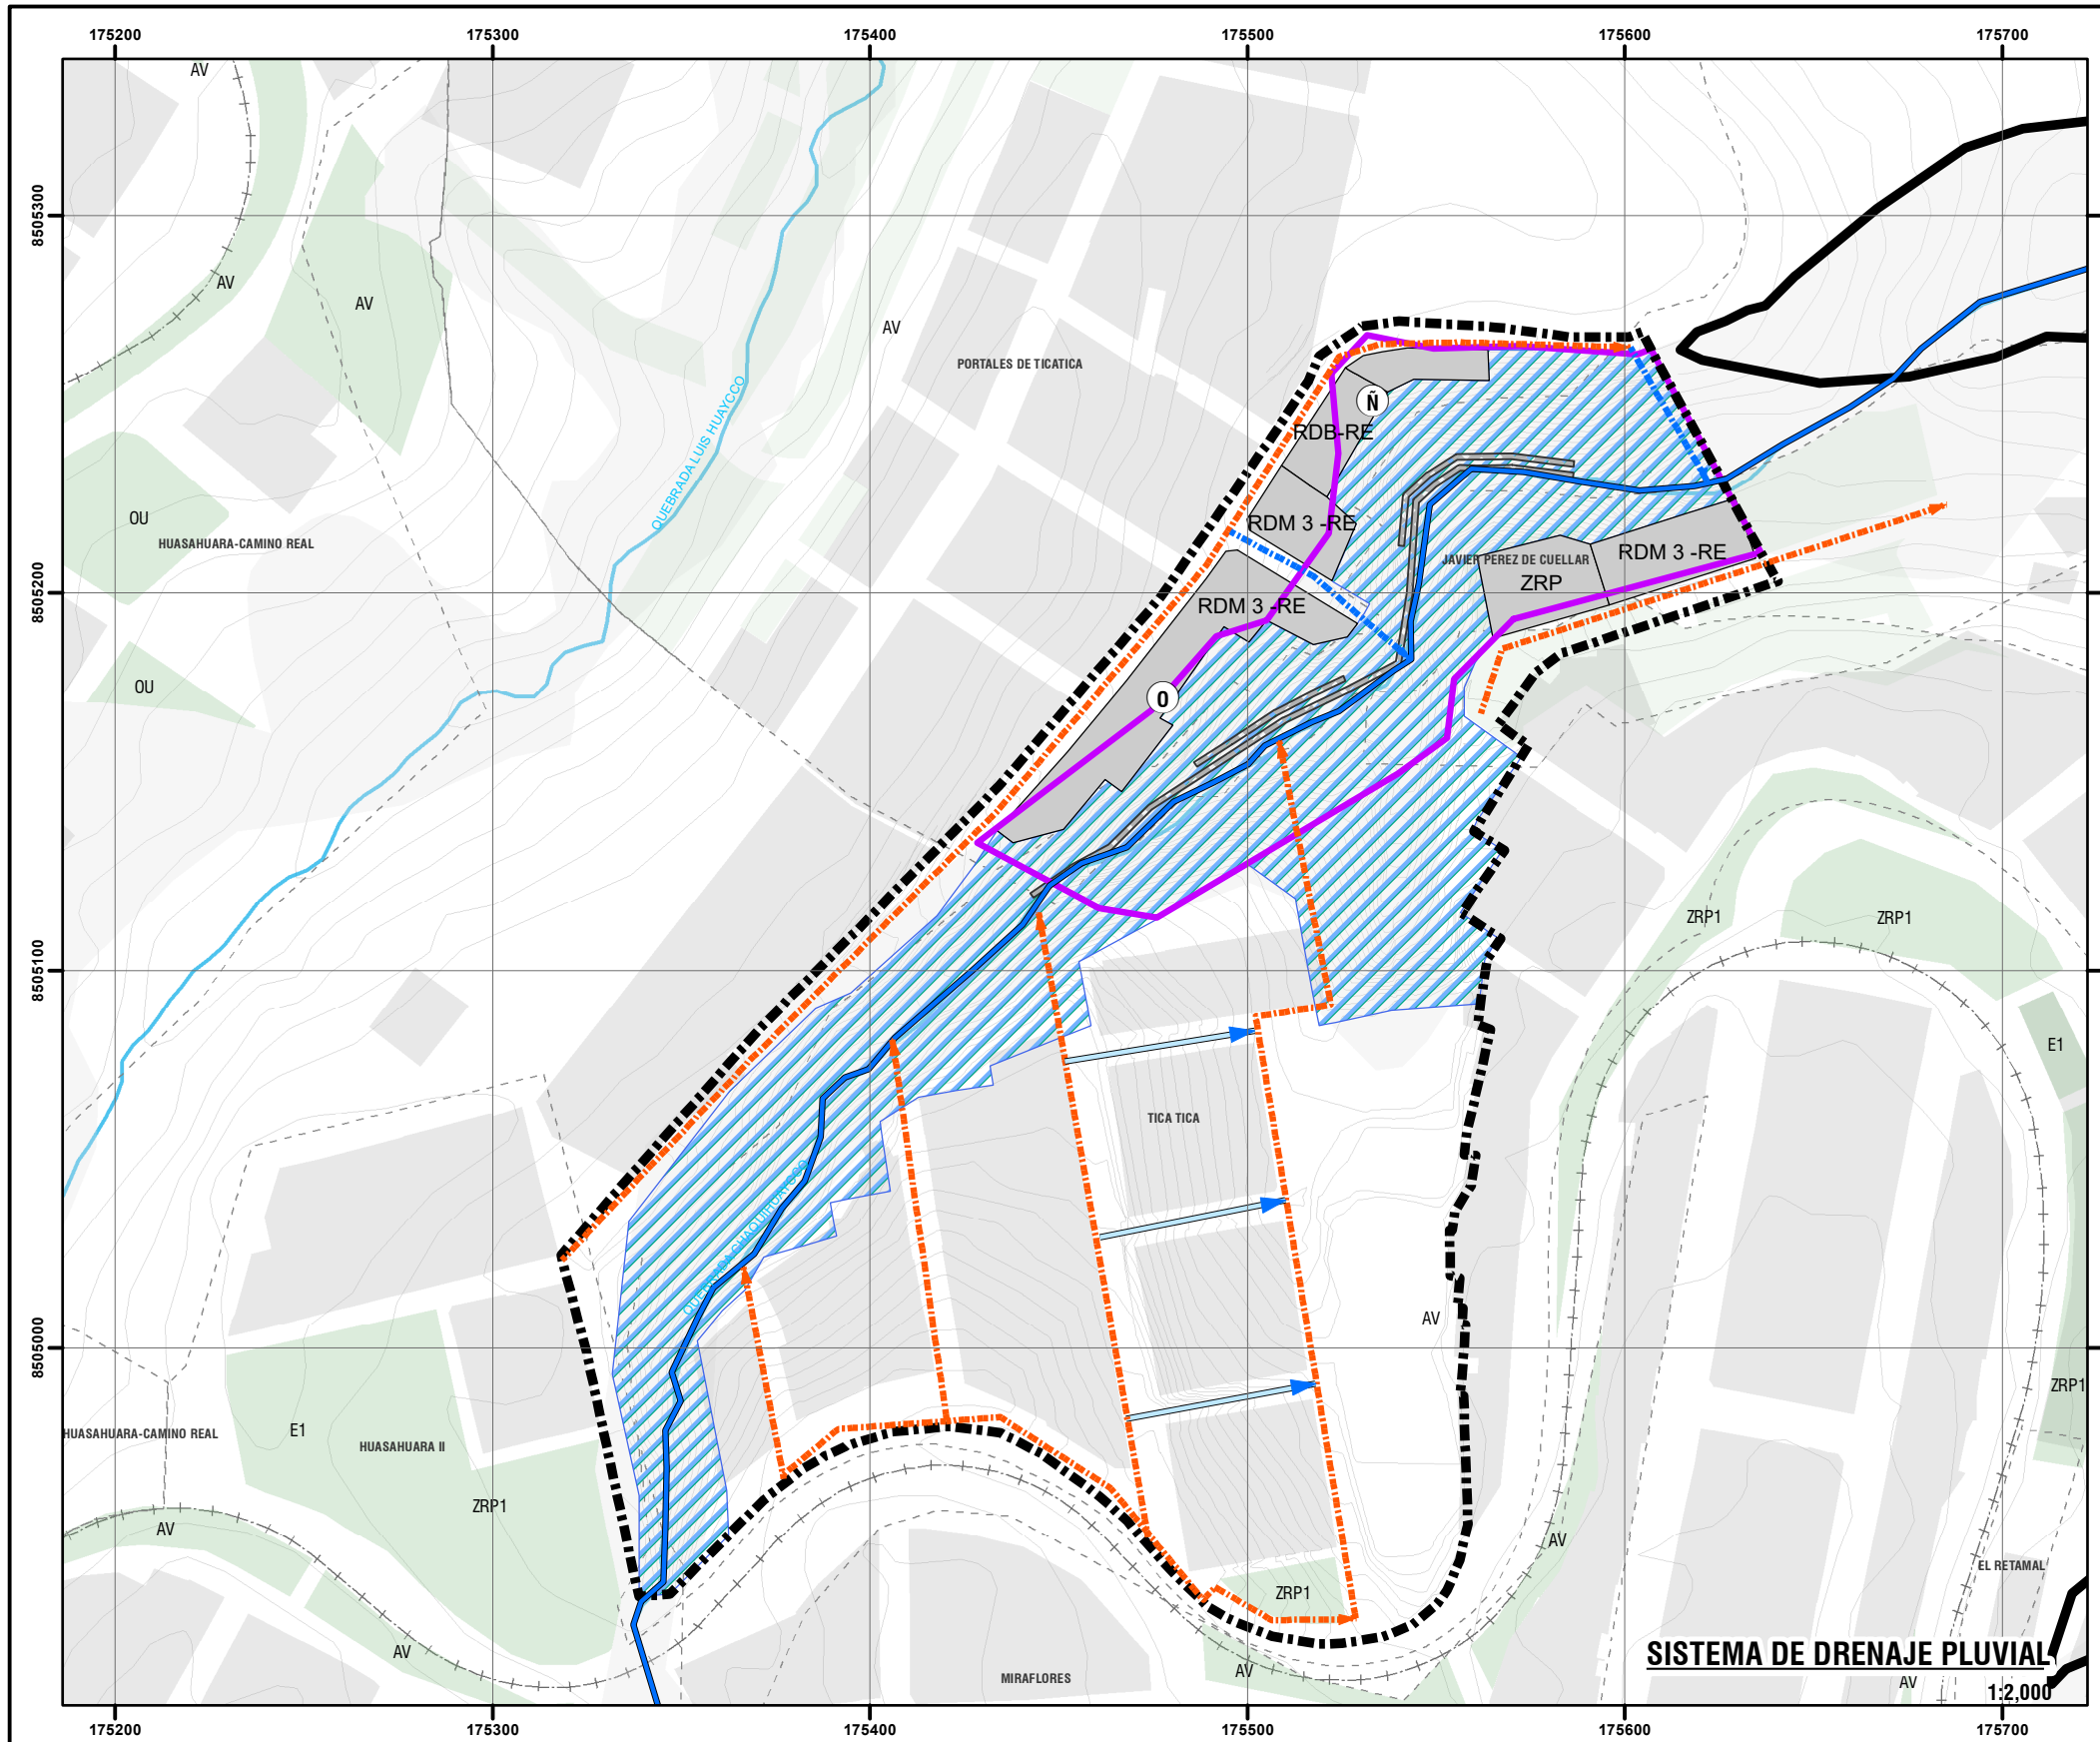 175200 175300 175400 175500 175600 175700
AV
8505300
AV
AV
AV
PORTALES DE TICATICA
QUEBRADA LUIS HUAYCO
Ñ
RDB-RE
OU
HUASAHUARA-CAMINO REAL
RDM 3 -RE
JAVIER PEREZ DE CUELLAR
RDM 3 -RE
ZRP
8505200
RDM 3 -RE
OU
O
ZRP1
ZRP1
8505100
E1
TICA TICA
QUEBRADA CHAQUIHUAYCO
AV
8505000
ZRP1
HUASAHUARA-CAMINO REAL
E1
HUASAHUARA II
ZRP1
AV
AV
EL RETAMAL
ZRP1
AV
MIRAFLORES
AV
AV
SISTEMA DE DRENAJE PLUVIAL
1:2,000
175200 175300 175400 175500 175600 175700